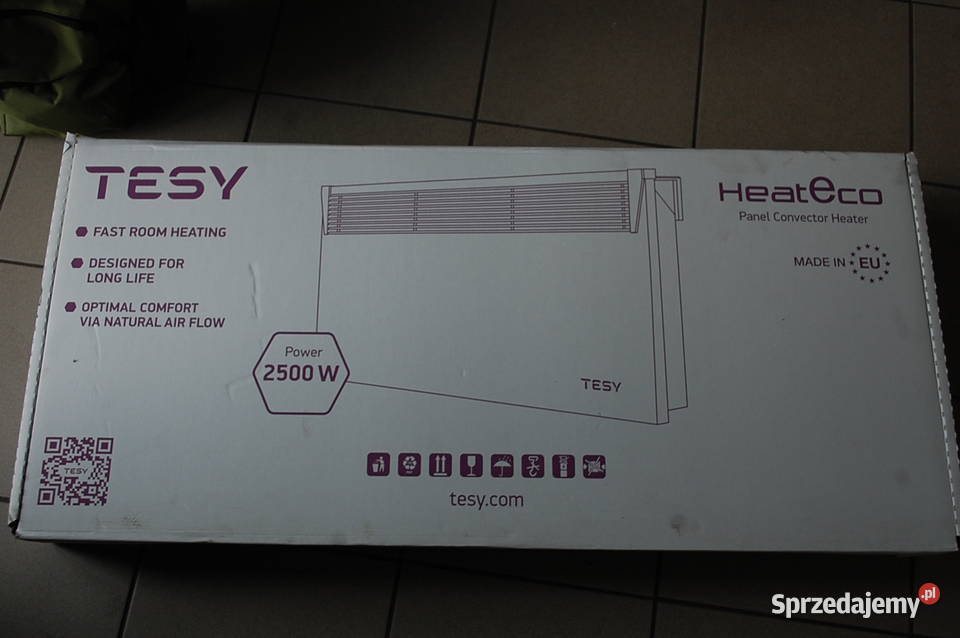 TESY
FAST ROOM HEATING
DESIGNED FOR
LONG LIFE
OPTIMAL COMFORT
VIA NATURAL AIR FLOW
Power
2500 W
TESY
HeatEco
Panel Convector Heater
MADE IN EU
TESY
tesy.com
Sprzedajemy.pl